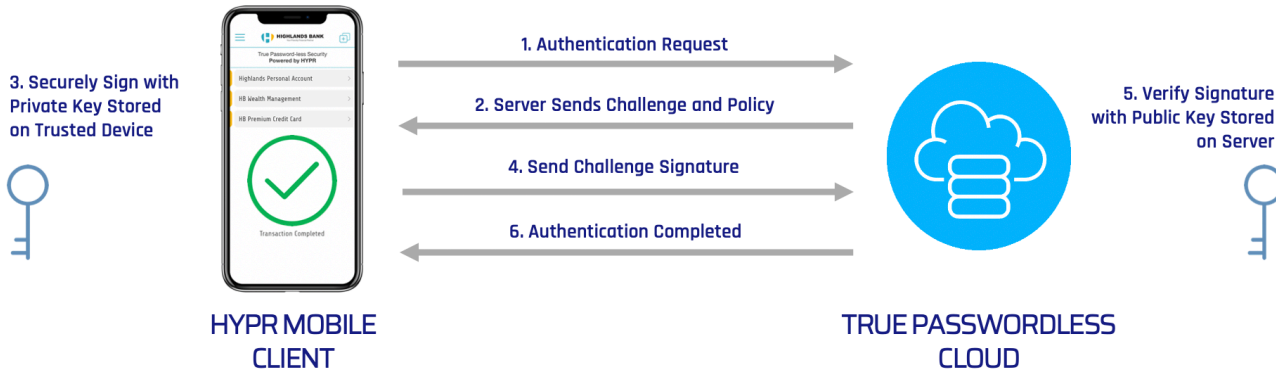 HIGHLANDS BANK
True Password-less Security
Powered by HYPR
Highlands Personal Account
HB Wealth Management
HB Premium Credit Card
Transaction Completed
3. Securely Sign with
Private Key Stored
on Trusted Device
1. Authentication Request
2. Server Sends Challenge and Policy
4. Send Challenge Signature
6. Authentication Completed
5. Verify Signature
with Public Key Stored
on Server
HYPR MOBILE
CLIENT
TRUE PASSWORDLESS
CLOUD